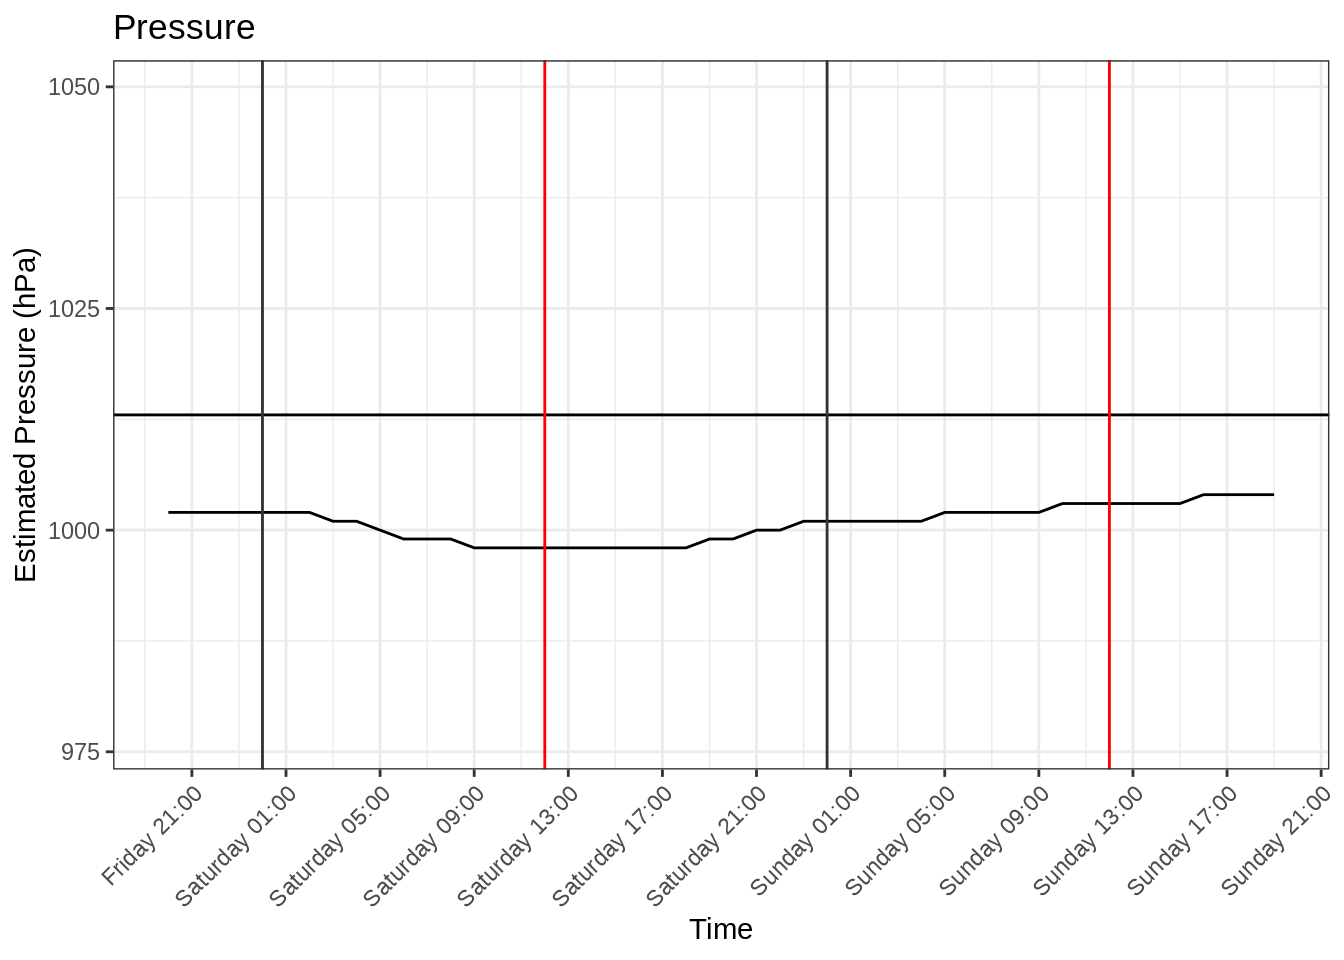 Pressure
1050
1025
1000
975
Estimated Pressure (hPa)
Friday 21:00
Saturday 01:00
Saturday 05:00
Saturday 09:00
Saturday 13:00
Saturday 17:00
Saturday 21:00
Sunday 01:00
Sunday 05:00
Sunday 09:00
Sunday 13:00
Sunday 17:00
Sunday 21:00
Time